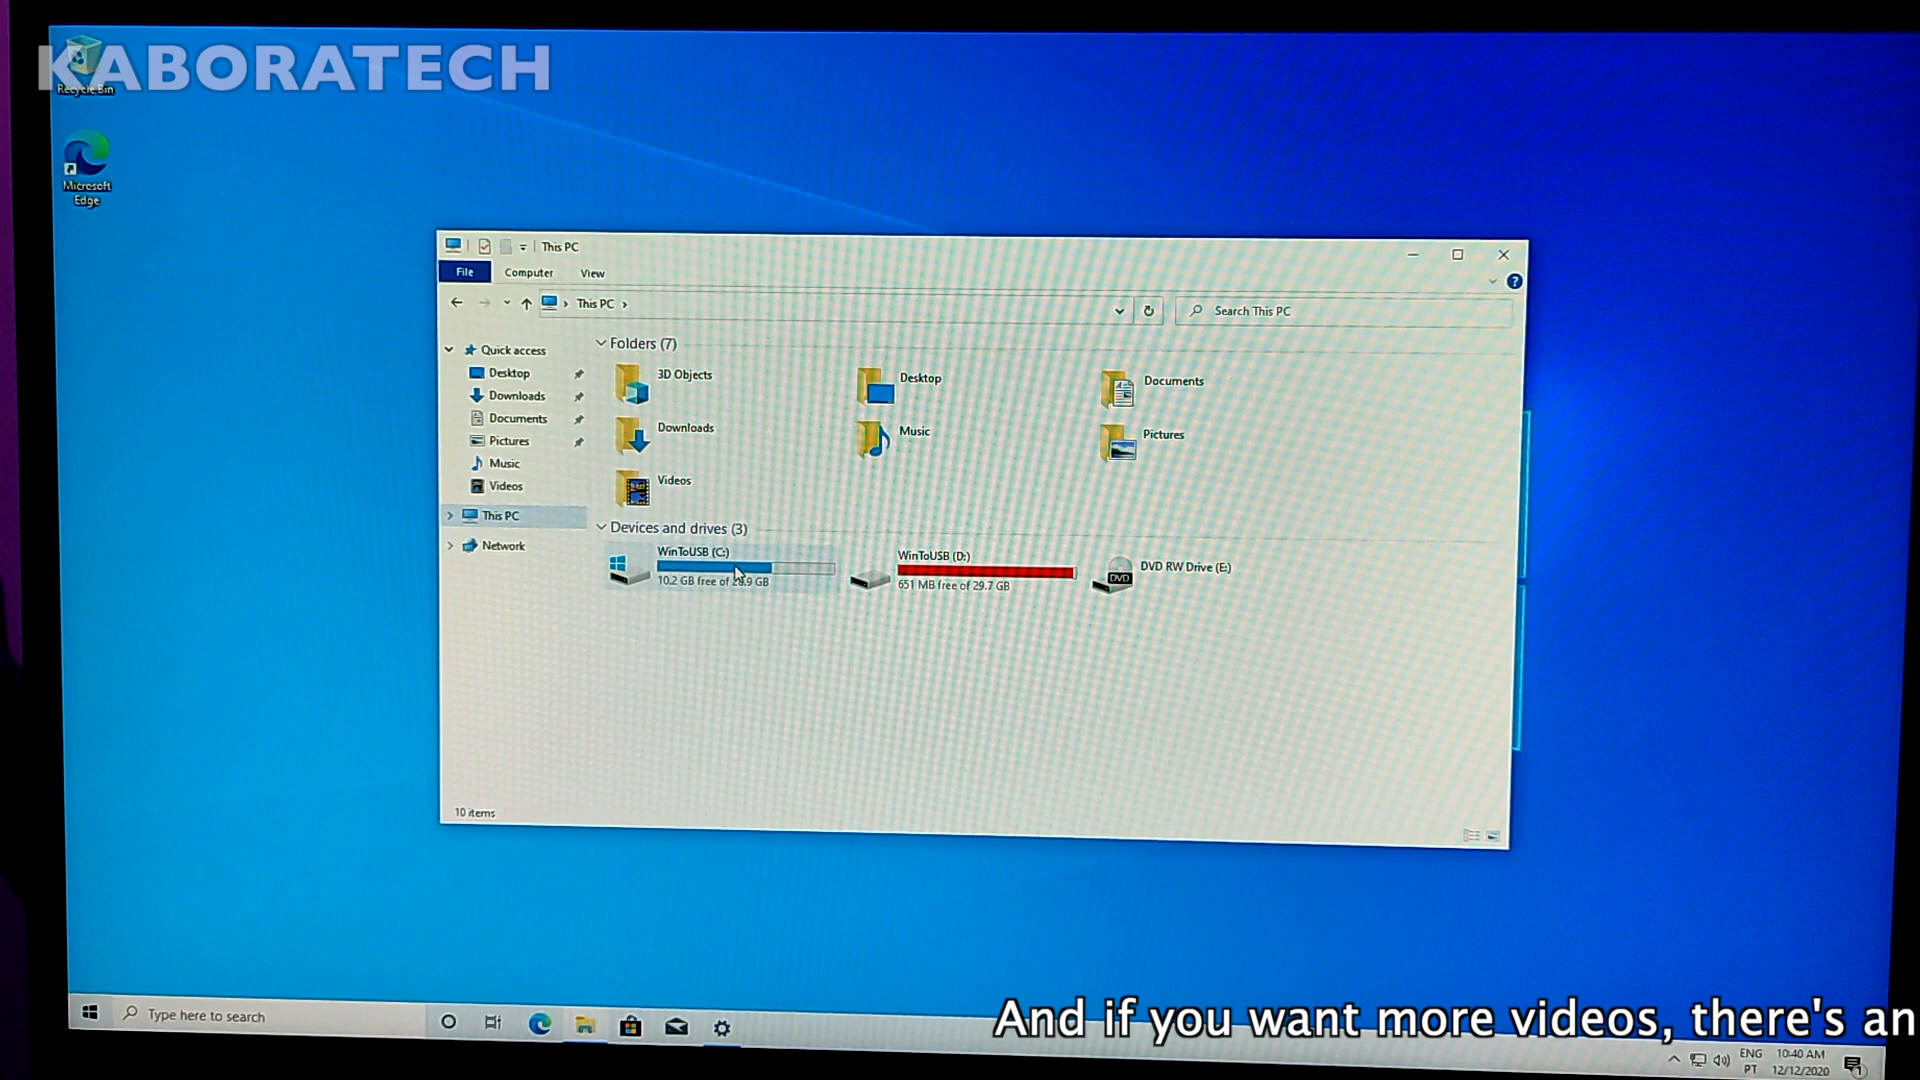 KABORATECH
Recycle Bin
Microsoft
Edge
This PC
File Computer View
This PC
Search This PC
Quick access
Desktop
Downloads
Documents
Pictures
Music
Videos
This PC
Network
Folders (7)
3D Objects
Desktop
Documents
Downloads
Music
Pictures
Videos
Devices and drives (3)
WinToUSB (C:)
10.2 GB free of 28.9 GB
WinToUSB (D:)
651 MB free of 29.7 GB
DVD
DVD RW Drive (E:)
10 items
Type here to search
And if you want more videos, there's an
ENG
PT
10:40 AM
12/12/2020
1